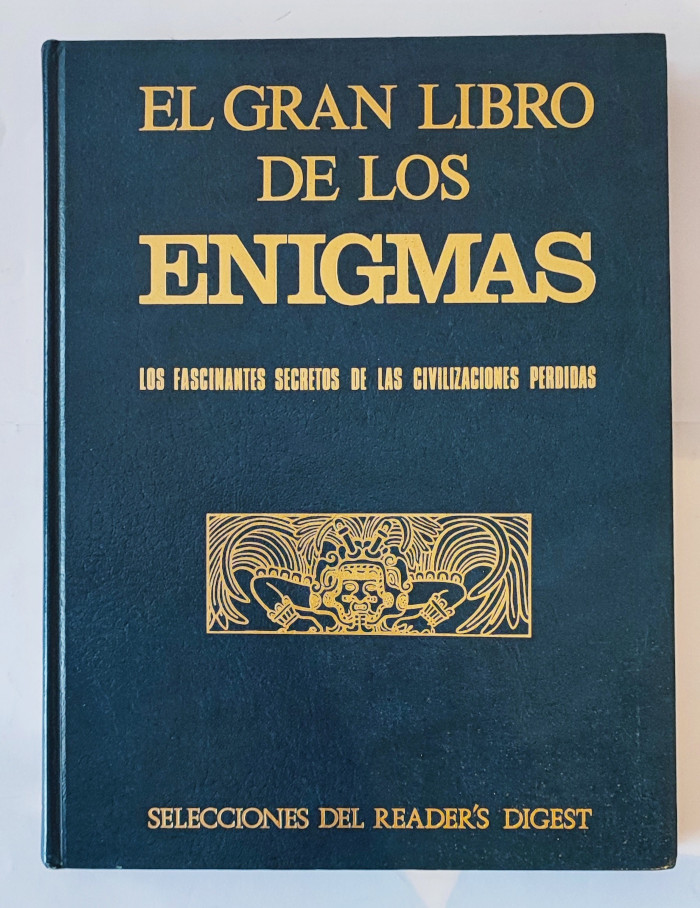 EL GRAN LIBRO
DE LOS
ENIGMAS
LOS FASCINANTES SECRETOS DE LAS CIVILIZACIONES PERDIDAS
SELECCIONES DEL READER'S DIGEST